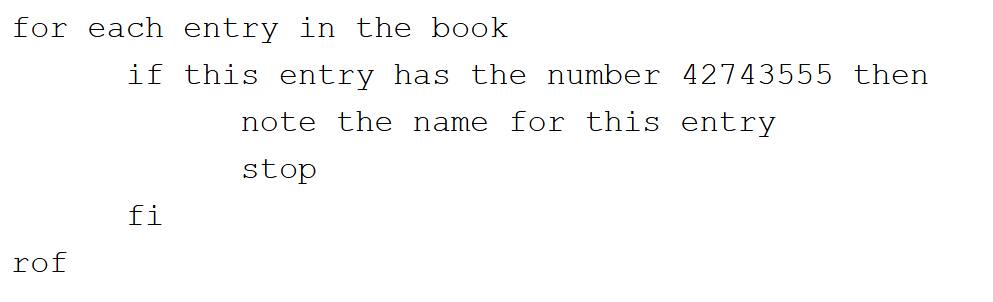 for each entry in the book
if this entry has the number 42743555 then
note the name for this entry
stop
fi
rof